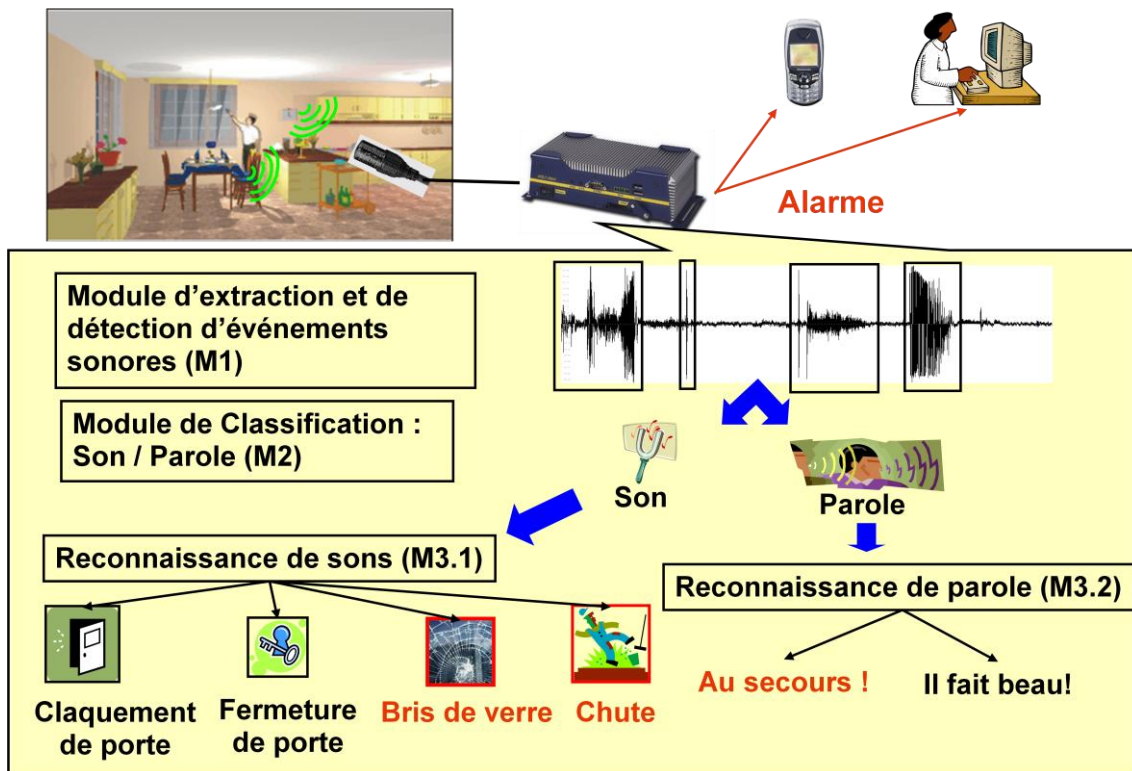 Alarme
Module d'extraction et de
détection d'événements
sonores (M1)
Module de Classification :
Son / Parole (M2)
Son
Parole
Reconnaissance de sons (M3.1)
Reconnaissance de parole (M3.2)
Claquement
de porte
Fermeture
de porte
Bris de verre
Chute
Au secours !
Il fait beau!